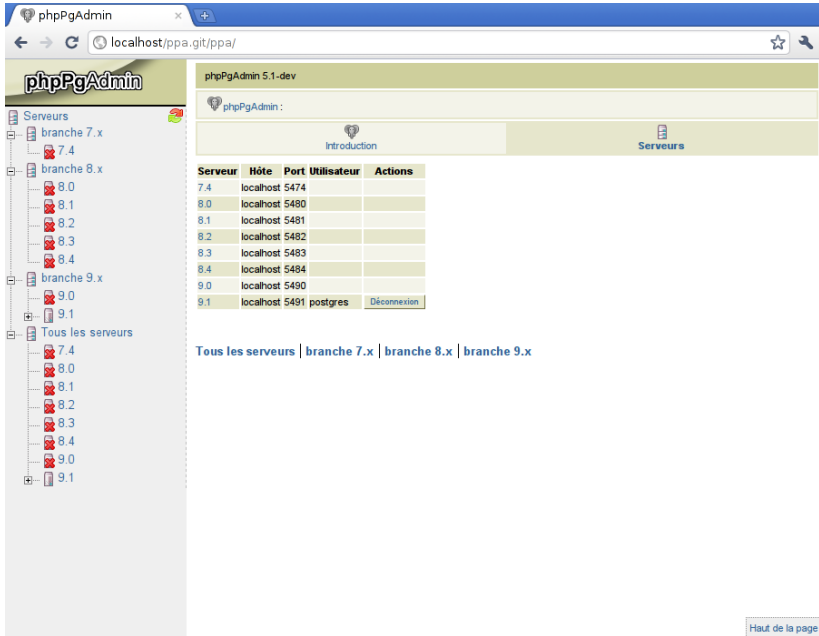 phpPgAdmin
localhost/ppa.git/ppa/
phpPgAdmin
Serveurs
branche 7.x
7.4
branche 8.x
8.0
8.1
8.2
8.3
8.4
branche 9.x
9.0
9.1
Tous les serveurs
7.4
8.0
8.1
8.2
8.3
8.4
9.0
9.1
phpPgAdmin 5.1-dev
phpPgAdmin :
Introduction Serveurs
Serveur Hôte Port Utilisateur Actions
7.4 localhost 5474
8.0 localhost 5480
8.1 localhost 5481
8.2 localhost 5482
8.3 localhost 5483
8.4 localhost 5484
9.0 localhost 5490
9.1 localhost 5491 postgres Déconnexion
Tous les serveurs | branche 7.x | branche 8.x | branche 9.x
Haut de la page